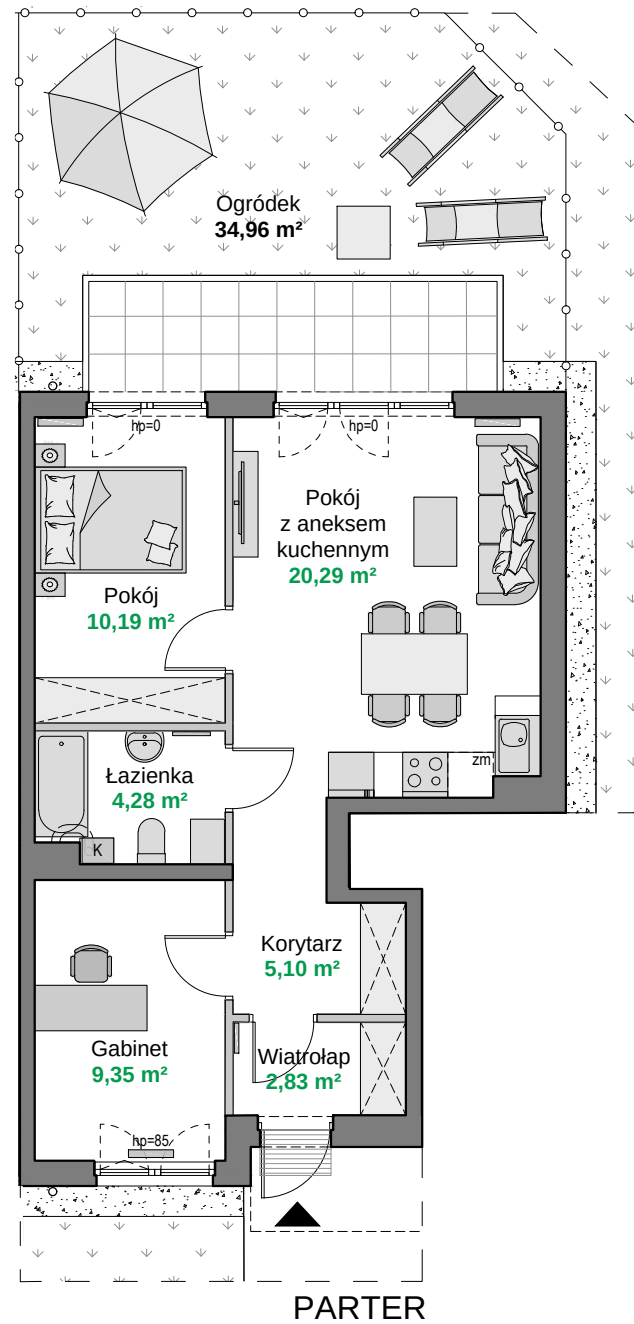 Ogródek
34,96 m²
hp=0
hp=0
Pokój
z aneksem
kuchennym
20,29 m²
Pokój
10,19 m²
zm
Łazienka
4,28 m²
K
Korytarz
5,10 m²
Gabinet
9,35 m²
Wiatrołap
2,83 m²
hp=85
PARTER